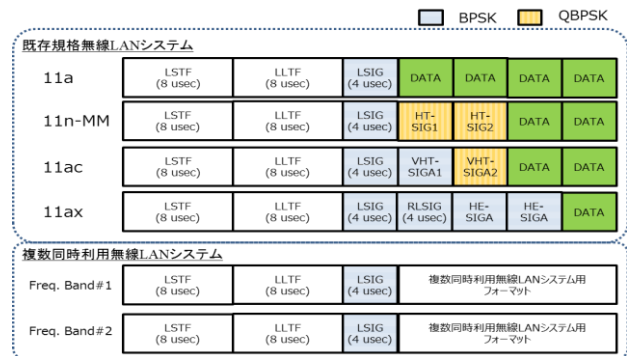 BPSK QBPSK
既存規格無線LANシステム
11a LSTF LLTF LSIG DATA DATA DATA DATA
(8 usec) (8 usec) (4 usec)
11n-MM LSTF LLTF LSIG HT- HT- DATA DATA
(8 usec) (8 usec) (4 usec) SIG1 SIG2
11ac LSTF LLTF LSIG VHT- VHT- DATA DATA
(8 usec) (8 usec) (4 usec) SIGA1 SIGA2
11ax LSTF LLTF LSIG RLSIG HE- HE- DATA
(8 usec) (8 usec) (4 usec) (4 usec) SIGA SIGA
複数同時利用無線LANシステム
Freq. Band#1 LSTF LLTF LSIG 複数同時利用無線LANシステム用
(8 usec) (8 usec) (4 usec) フォーマット
Freq. Band#2 LSTF LLTF LSIG 複数同時利用無線LANシステム用
(8 usec) (8 usec) (4 usec) フォーマット